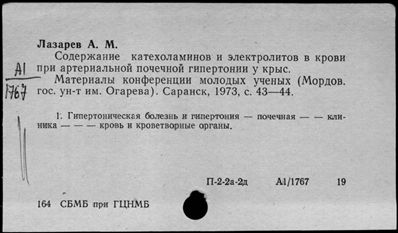 Лазарев А. М.
Содержание катехоламинов и электролитов в крови
А1
при артериальной почечной гипертонии у крыс.
1767
Материалы конференции молодых ученых (Мордов.
гос. ун-т им. Огарева). Саранск, 1973, с. 43—44.
1. Гипертоническая болезнь и гипертония — почечная — — кли-
ника — — — кровь и кроветворные органы.
П-2-2а-2д А1/1767 19
164 СБМБ при ГЦНМБ